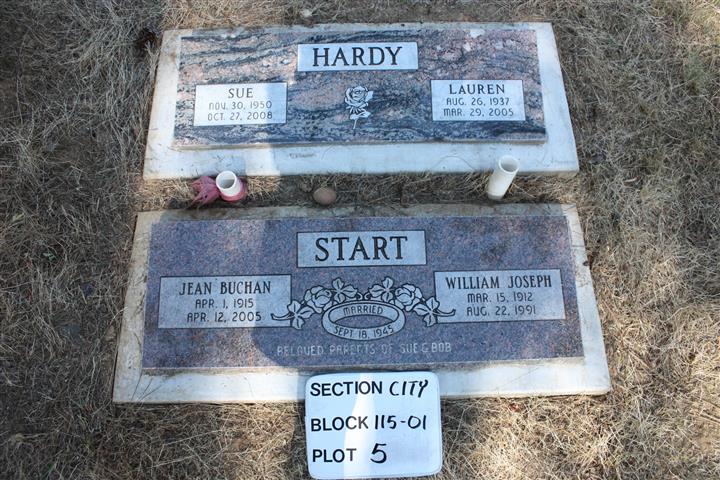 HARDY
SUE
NOV. 30, 1950
OCT. 27, 2008
LAUREN
AUG. 26, 1937
MAR. 29, 2005
START
JEAN BUCHAN
APR. 1, 1915
APR. 12, 2005
WILLIAM JOSEPH
MAR. 15, 1912
AUG. 22, 1991
MARRIED
SEPT. 18, 1945
BELOVED PARENTS OF SUE & BOB
SECTION CITY
BLOCK 115-01
PLOT 5